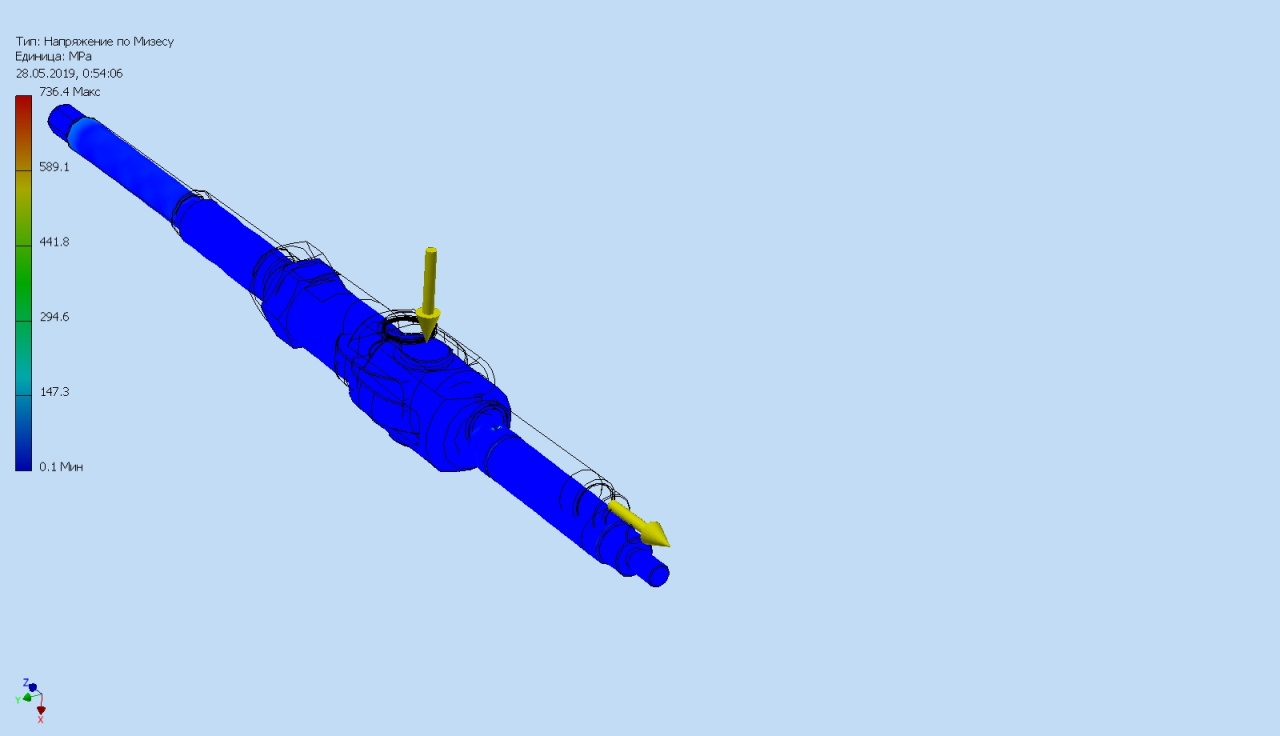 Тип: Напряжение по Мизесу
Единица: MPa
28.05.2019, 0:54:06
736.4 Макс
589.1
441.8
294.6
147.3
0.1 Мин
Z
Y
X